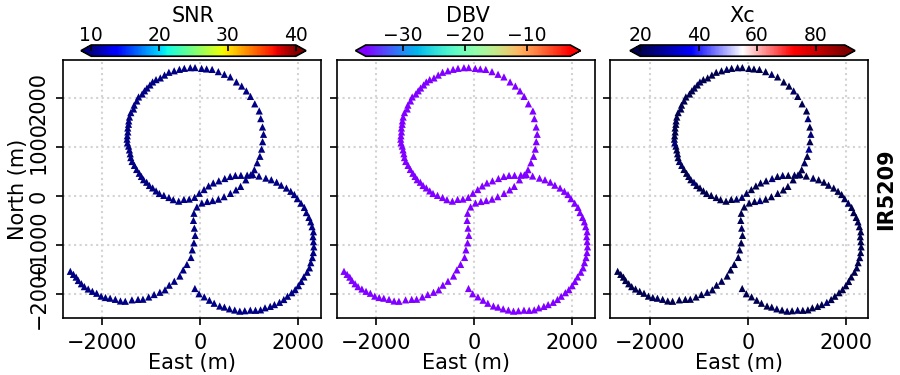 SNR DBV Xc
10 20 30 40 −30 −20 −10 20 40 60 80
North (m)
2000
1000
0
−1000
−2000
−2000 0 2000 −2000 0 2000 −2000 0 2000
East (m) East (m) East (m)
IR5209